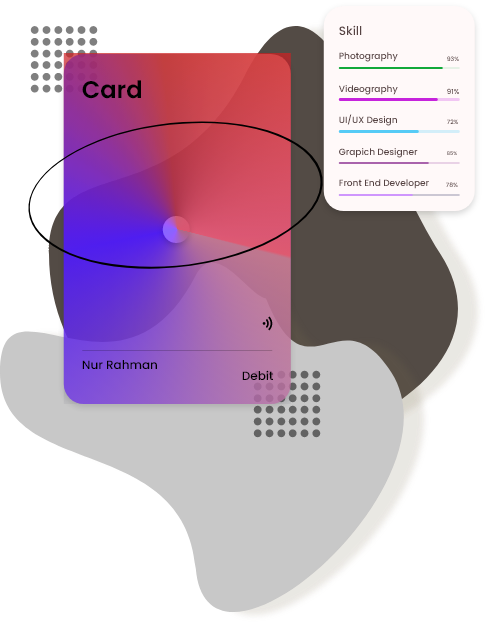 Card
Nur Rahman
Debit
Skill
Photography 93%
Videography 91%
UI/UX Design 72%
Grapich Designer 85%
Front End Developer 78%